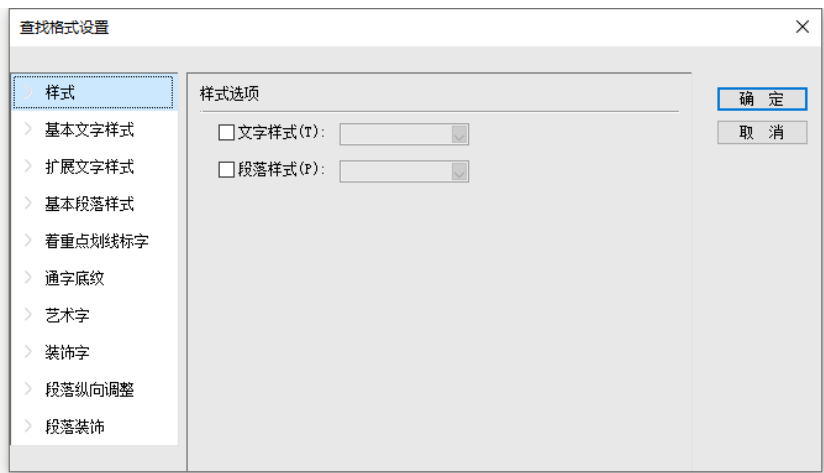 查找格式设置
样式
基本文字样式
扩展文字样式
基本段落样式
着重点划线标字
通字底纹
艺术字
装饰字
段落纵向调整
段落装饰
样式选项
文字样式(T):
段落样式(P):
确 定
取 消